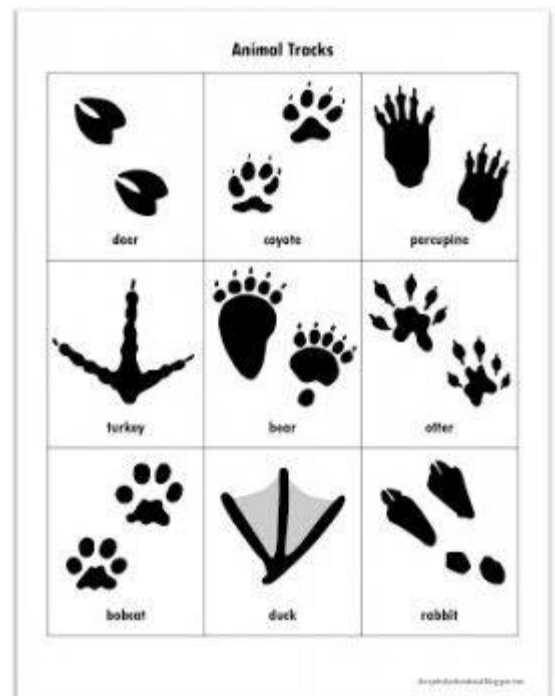 Animal Tracks
deer
coyote
porcupine
turkey
bear
otter
bobcat
duck
rabbit